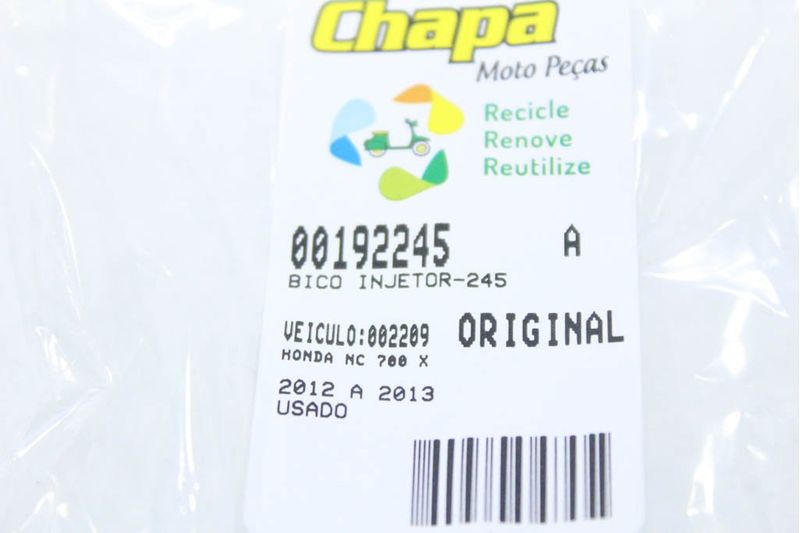 Chapa
Moto Peças
Recicle
Renove
Reutilize
00192245 A
BICO INJETOR-245
VEICULO:002209 ORIGINAL
HONDA NC 700 X
2012 A 2013
USADO